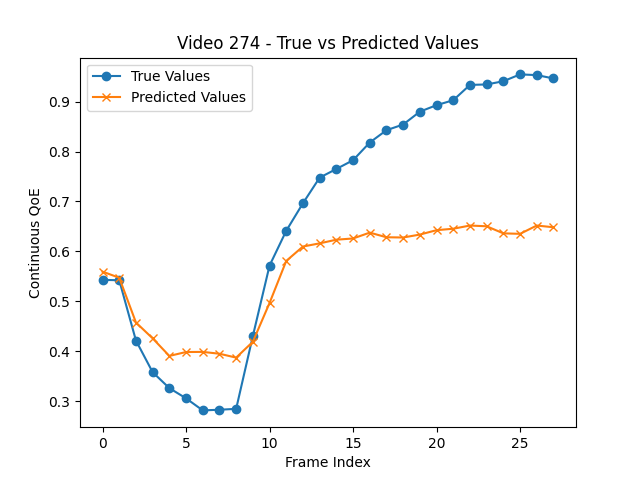 Video 274 - True vs Predicted Values
True Values
Predicted Values
Continuous QoE
0.9
0.8
0.7
0.6
0.5
0.4
0.3
0 5 10 15 20 25
Frame Index